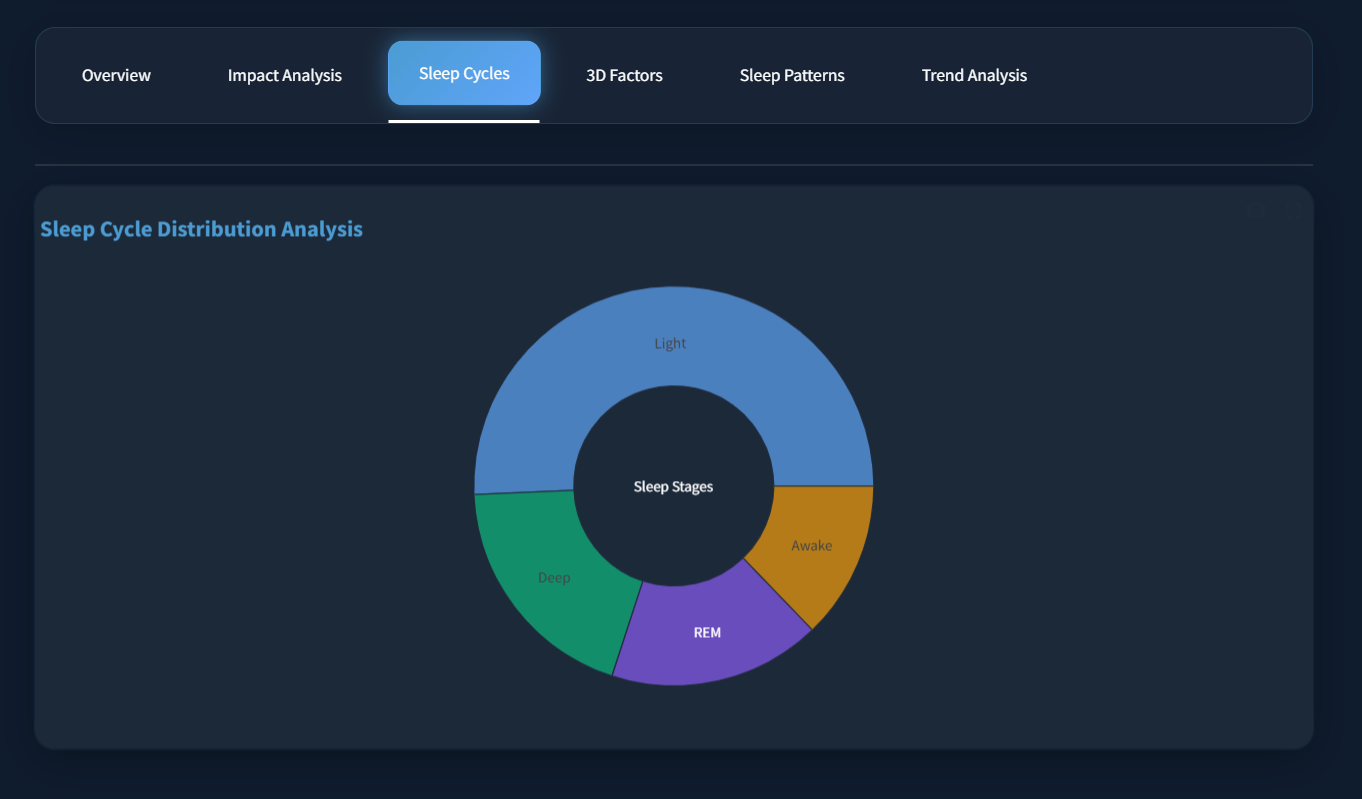 Overview
Impact Analysis
Sleep Cycles
3D Factors
Sleep Patterns
Trend Analysis
Sleep Cycle Distribution Analysis
Light
Sleep Stages
Awake
Deep
REM